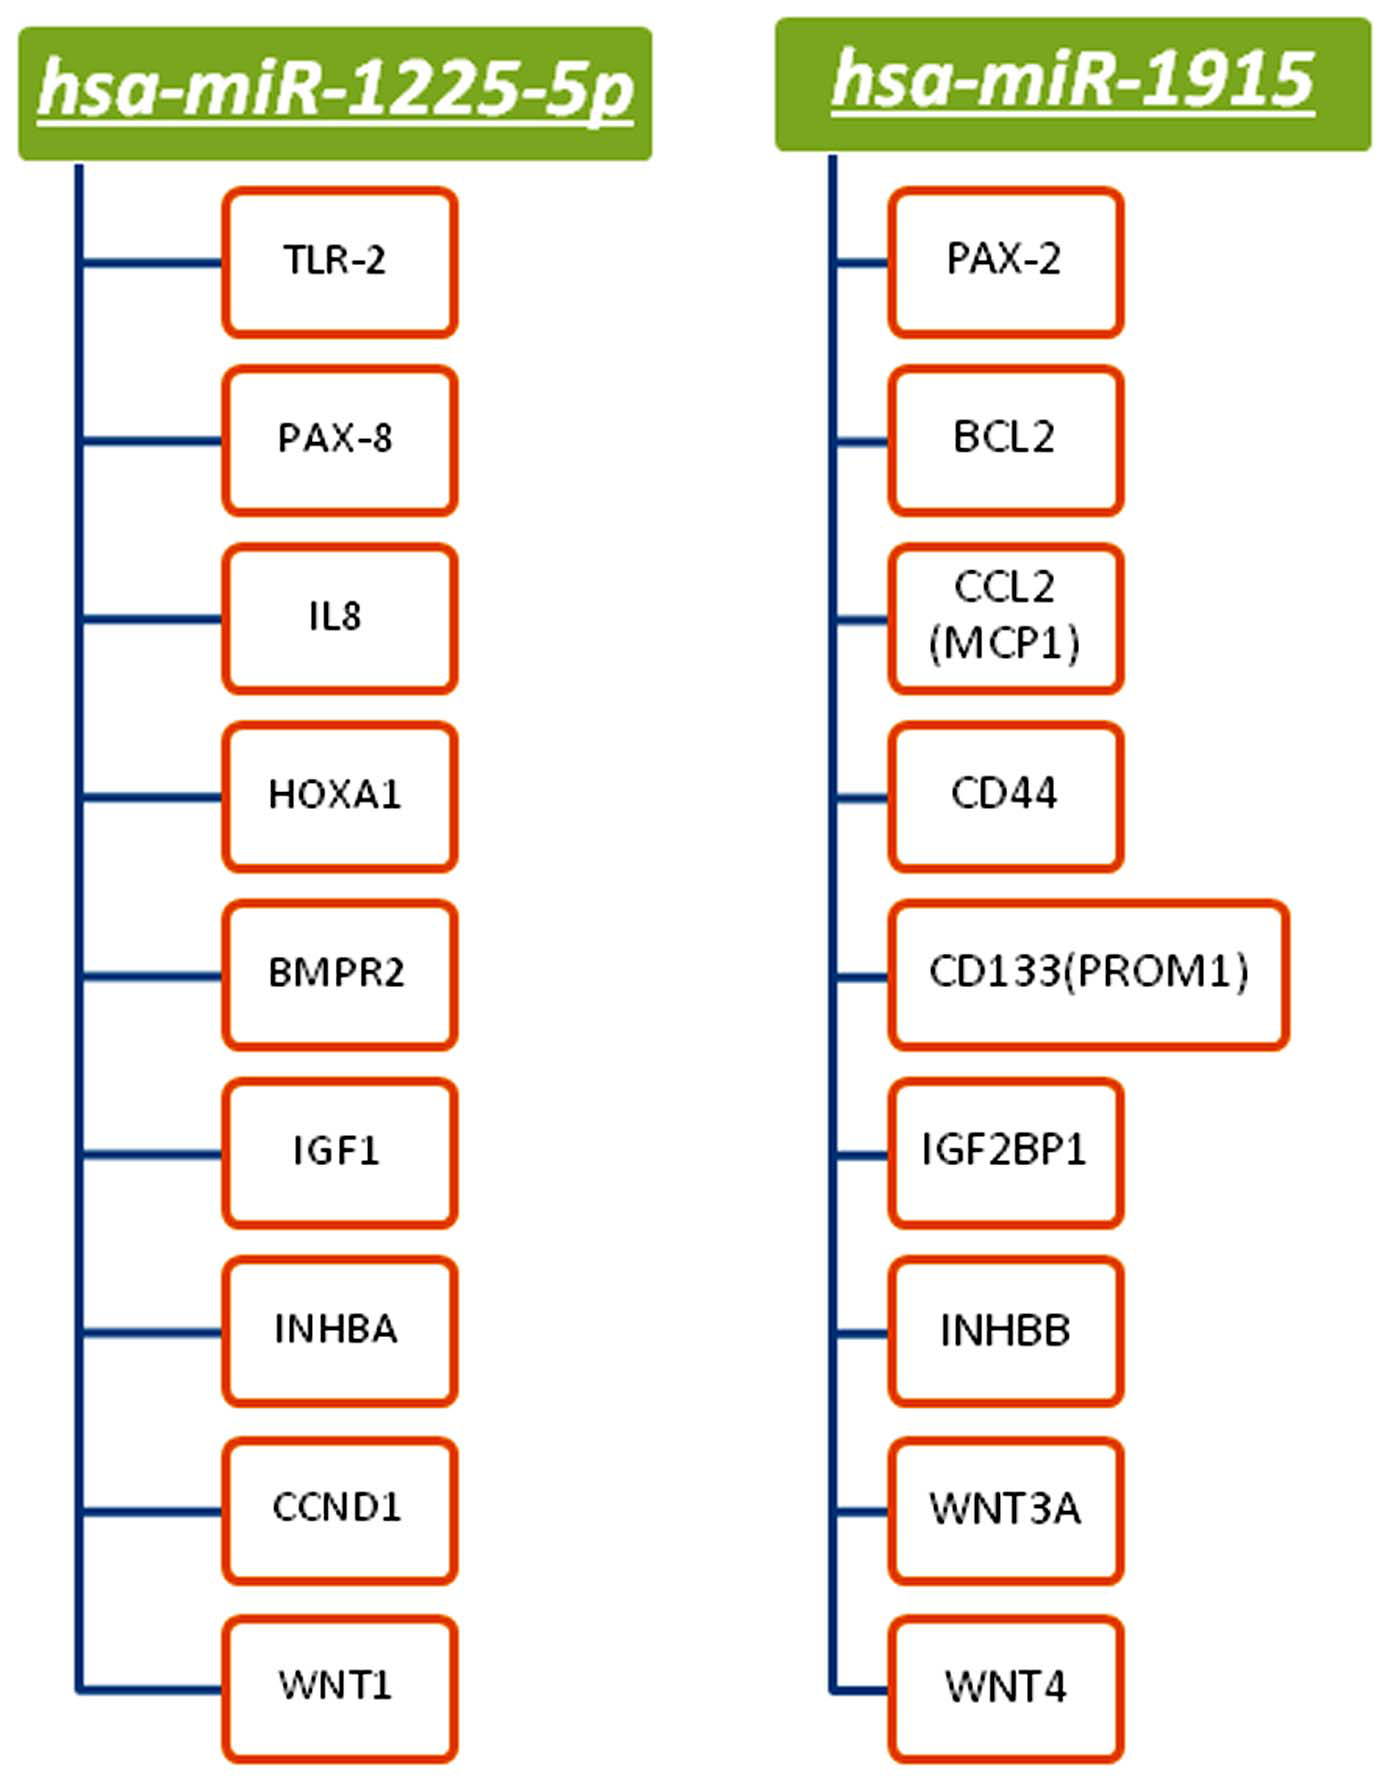 hsa-miR-1225-5p
TLR-2
PAX-8
IL8
HOXA1
BMPR2
IGF1
INHBA
CCND1
WNT1
hsa-miR-1915
PAX-2
BCL2
CCL2
(MCP1)
CD44
CD133(PROM1)
IGF2BP1
INHBB
WNT3A
WNT4